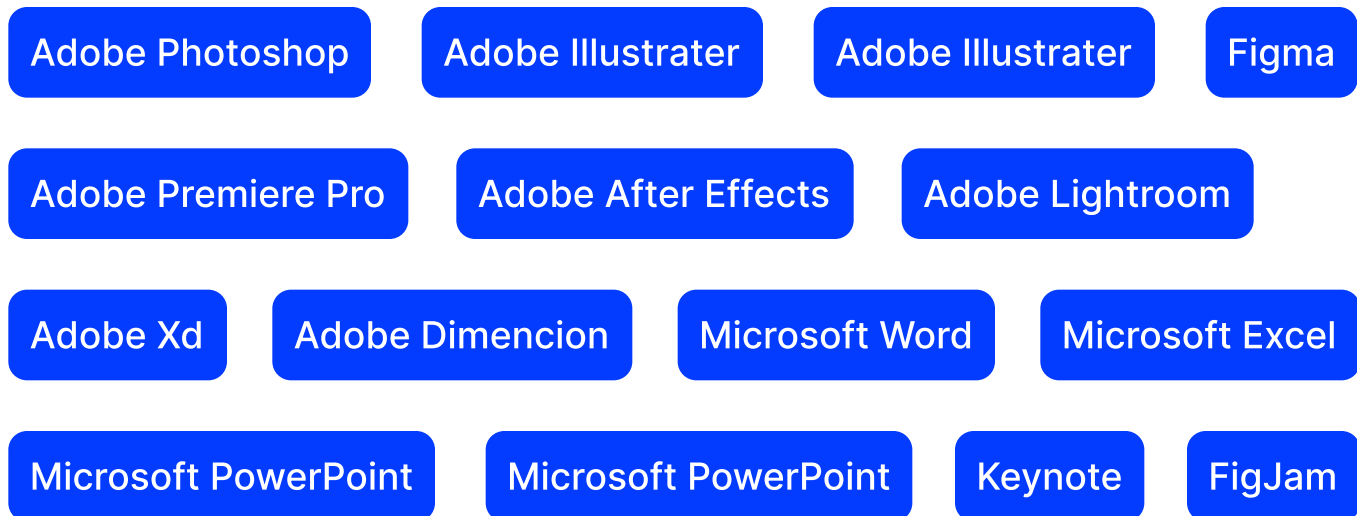 Adobe Photoshop Adobe Illustrater Adobe Illustrater Figma
Adobe Premiere Pro Adobe After Effects Adobe Lightroom
Adobe Xd Adobe Dimencion Microsoft Word Microsoft Excel
Microsoft PowerPoint Microsoft PowerPoint Keynote FigJam